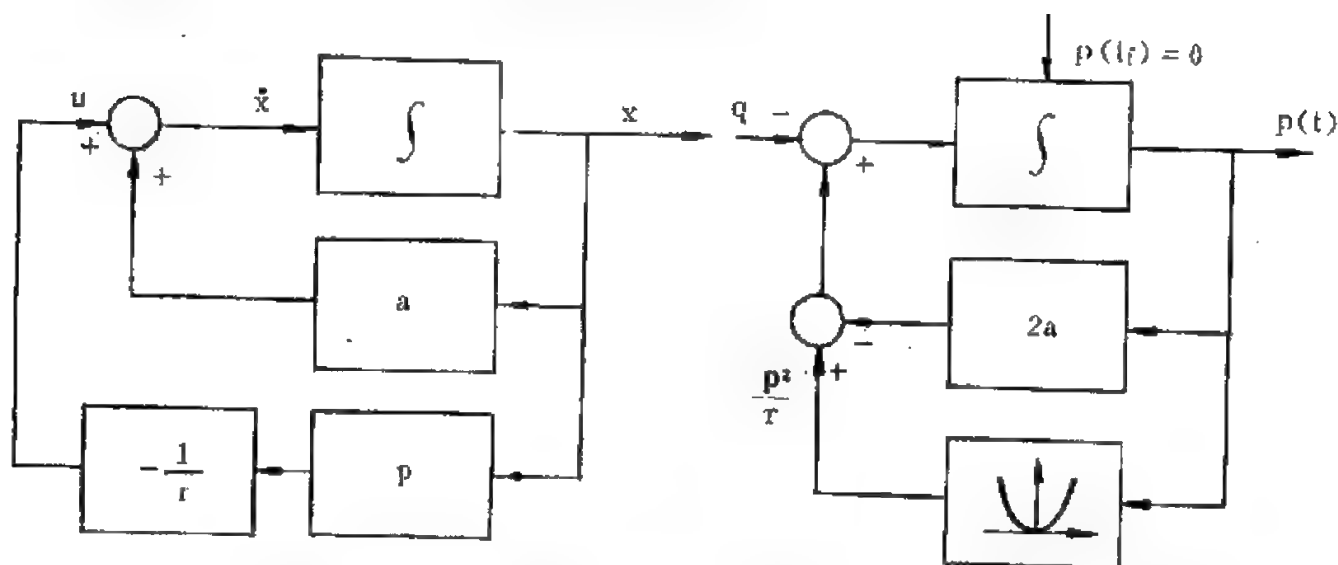 u
+
+
ẋ
∫
x
a
p
- 1/r
q
-
+
p(t_f) = 0
∫
p(t)
2a
-
+
p²/r